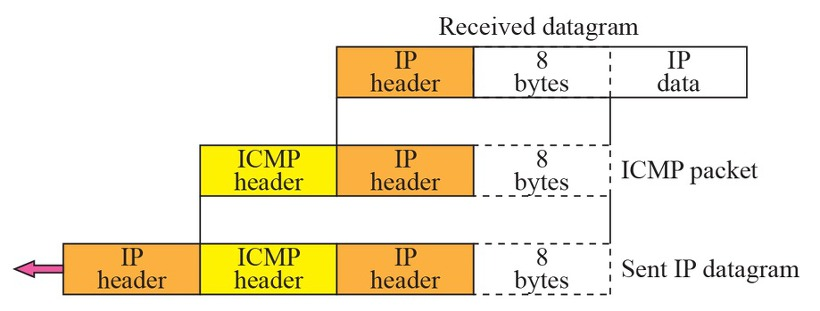 Received datagram
IP
header
8
bytes
IP
data
ICMP
header
IP
header
8
bytes
ICMP packet
IP
header
ICMP
header
IP
header
8
bytes
Sent IP datagram